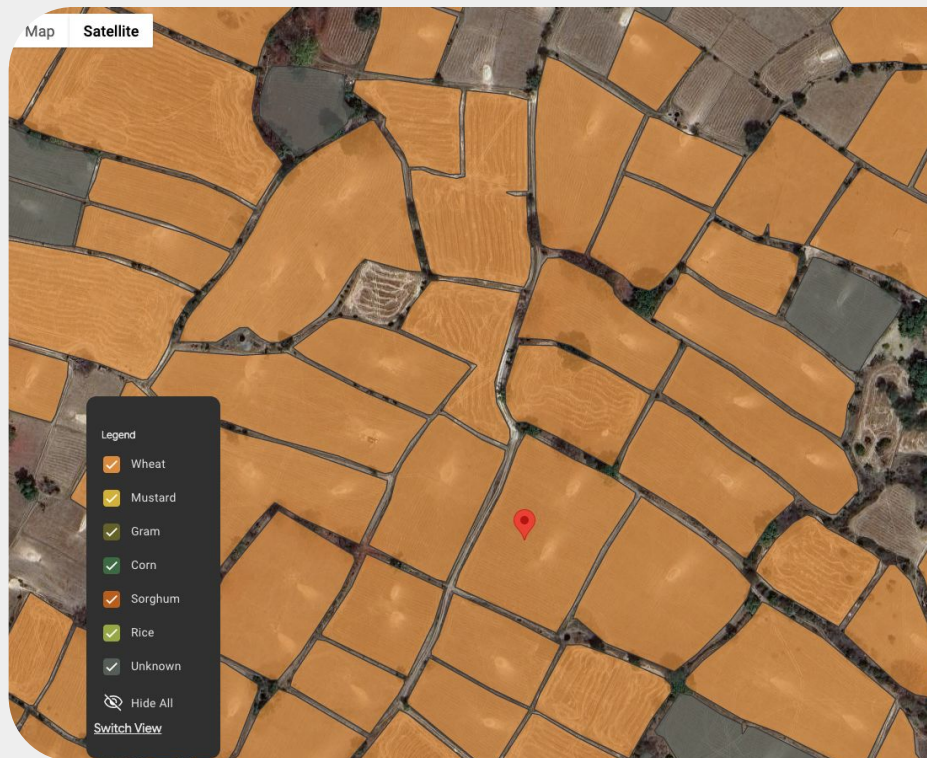 Map Satellite
Legend
Wheat
Mustard
Gram
Corn
Sorghum
Rice
Unknown
Hide All
Switch View